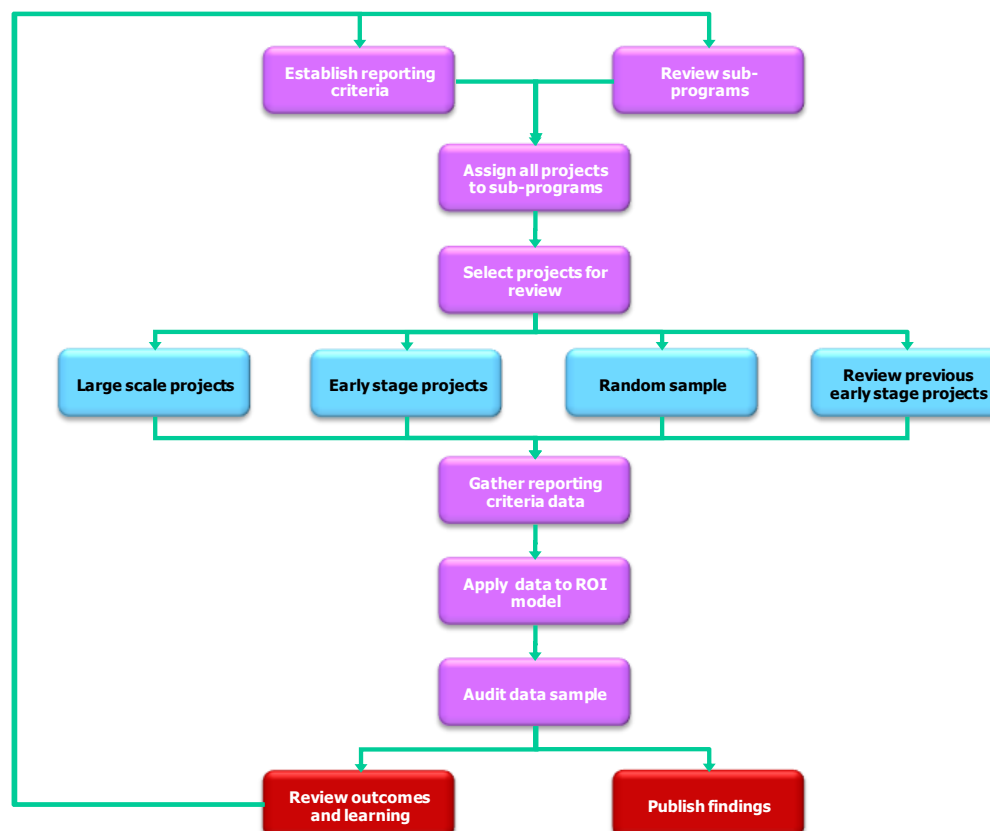 Establish reporting
criteria
Review sub-
programs
Assign all projects
to sub-programs
Select projects for
review
Large scale projects
Early stage projects
Random sample
Review previous
early stage projects
Gather reporting
criteria data
Apply data to ROI
model
Audit data sample
Review outcomes
and learning
Publish findings